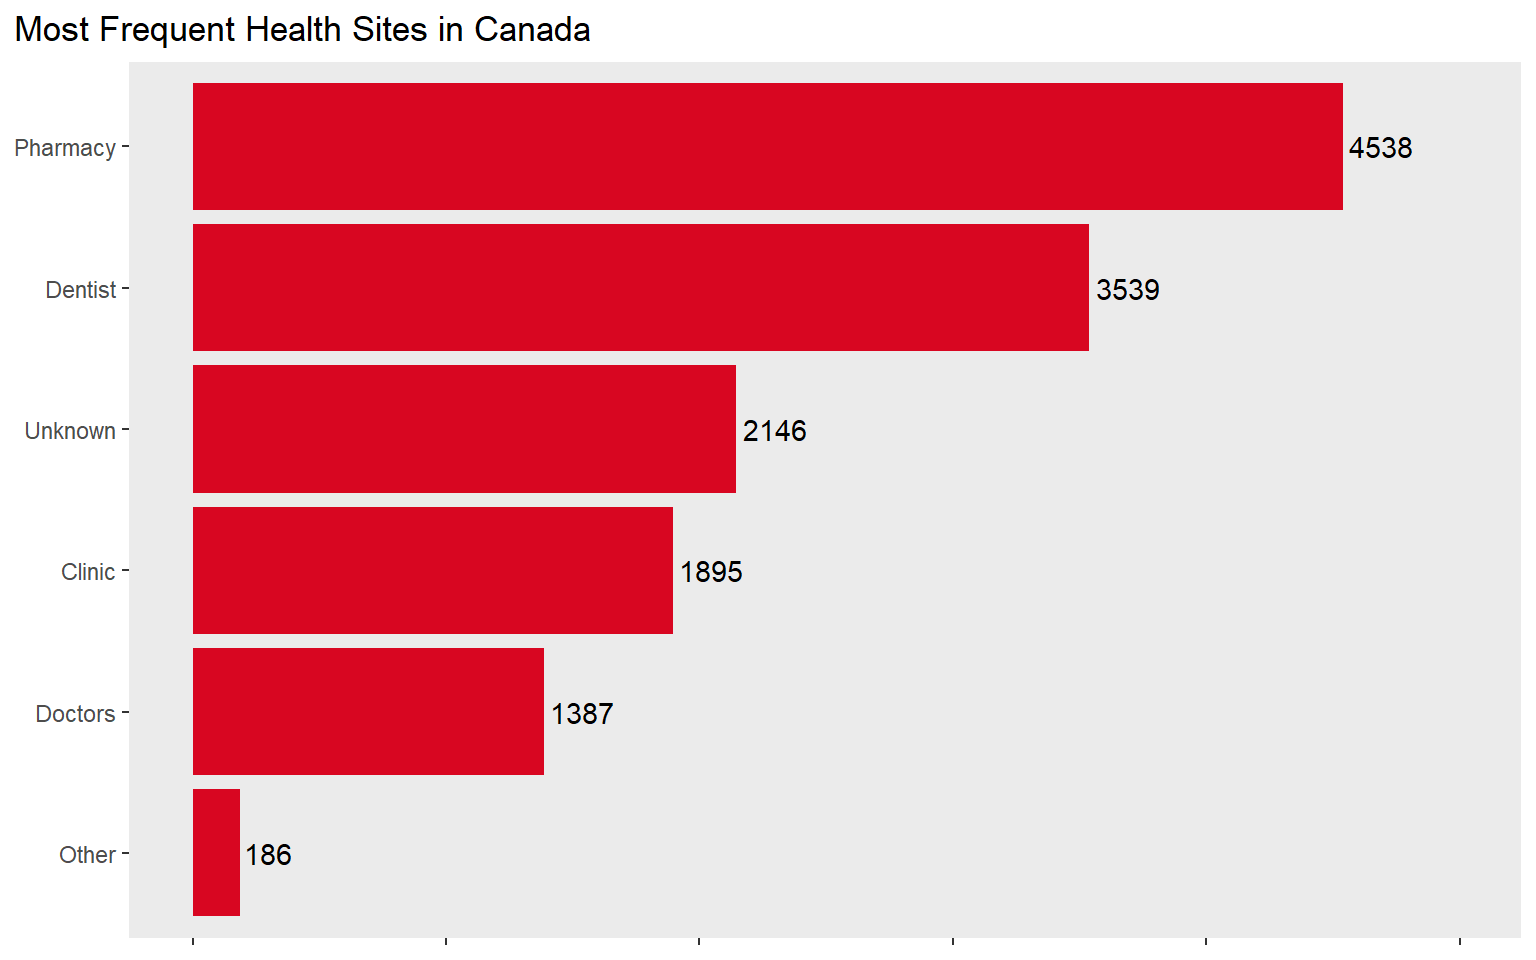 Most Frequent Health Sites in Canada
Pharmacy 4538
Dentist 3539
Unknown 2146
Clinic 1895
Doctors 1387
Other 186